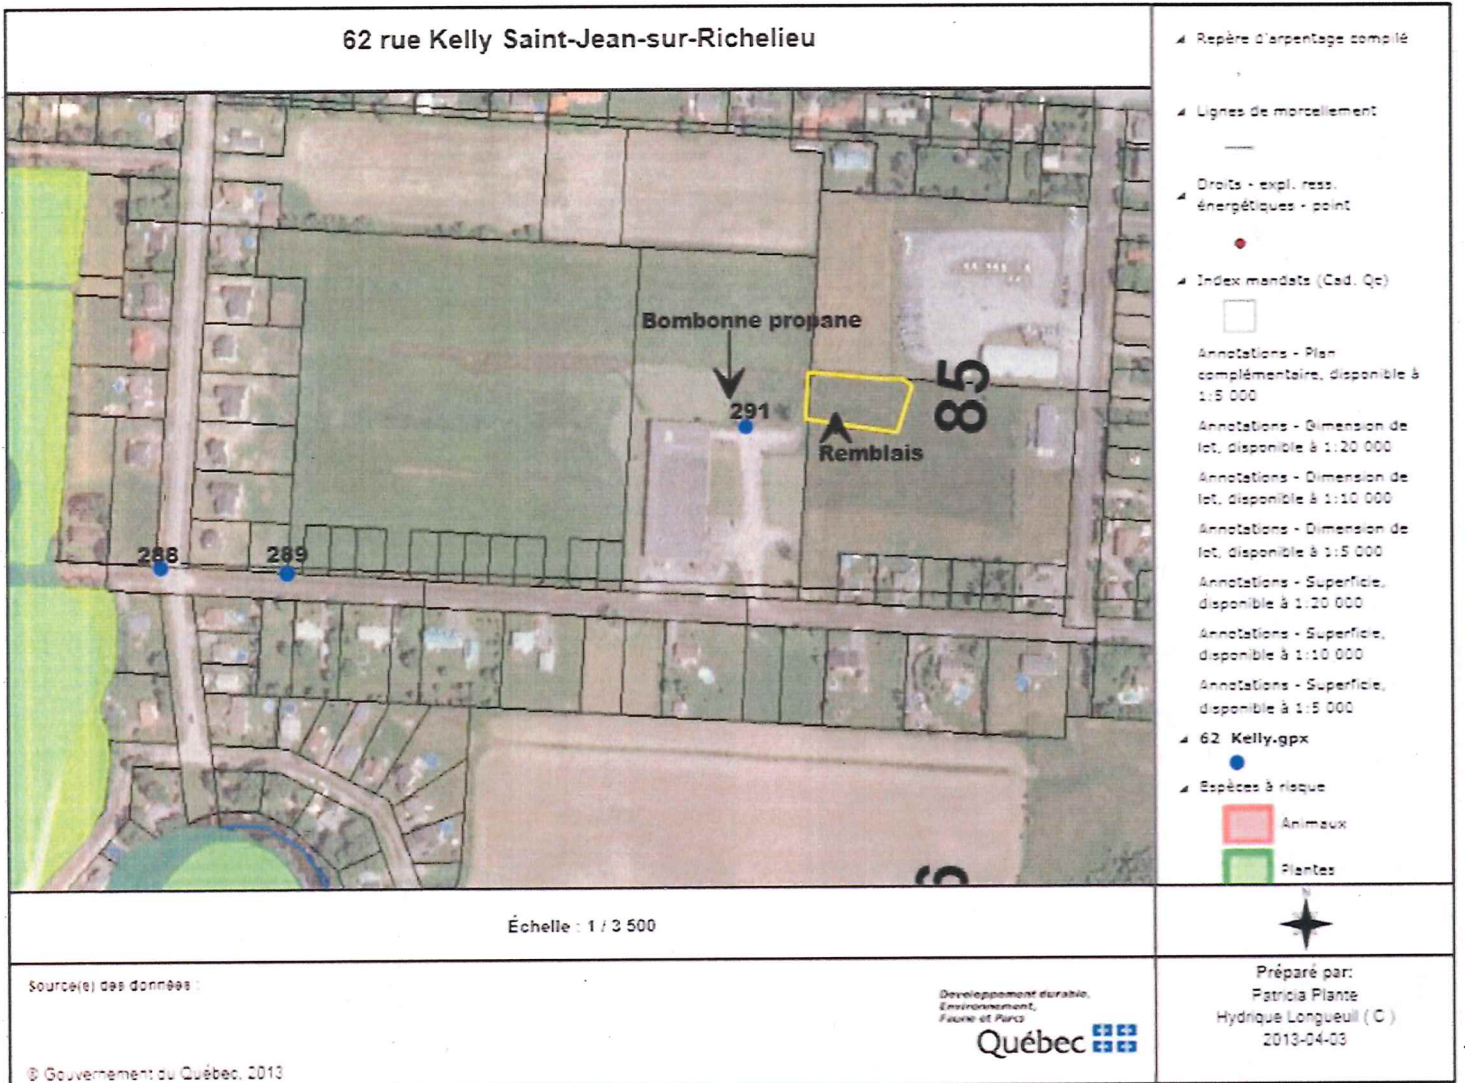 62 rue Kelly Saint-Jean-sur-Richelieu
Bombonne propane
291
Remblais
85
288
289
Repère d'arpentage compilé
Lignes de morcellement
Droits - expl. ress.
énergétiques - point
Index mandats (Cad. Qc)
Annotations - Plan
complémentaire, disponible à
1:5 000
Annotations - Dimension de
lot, disponible à 1:20 000
Annotations - Dimension de
lot, disponible à 1:10 000
Annotations - Dimension de
lot, disponible à 1:5 000
Annotations - Superficie,
disponible à 1:20 000
Annotations - Superficie,
disponible à 1:10 000
Annotations - Superficie,
disponible à 1:5 000
62 Kelly.gpx
Espèces à risque
Animaux
Plantes
Échelle : 1 / 3 500
N
Source(s) des données :
© Gouvernement du Québec, 2013
Développement durable,
Environnement,
Faune et Parcs
Québec
Préparé par:
Patricia Plante
Hydrique Longueuil ( C )
2013-04-03